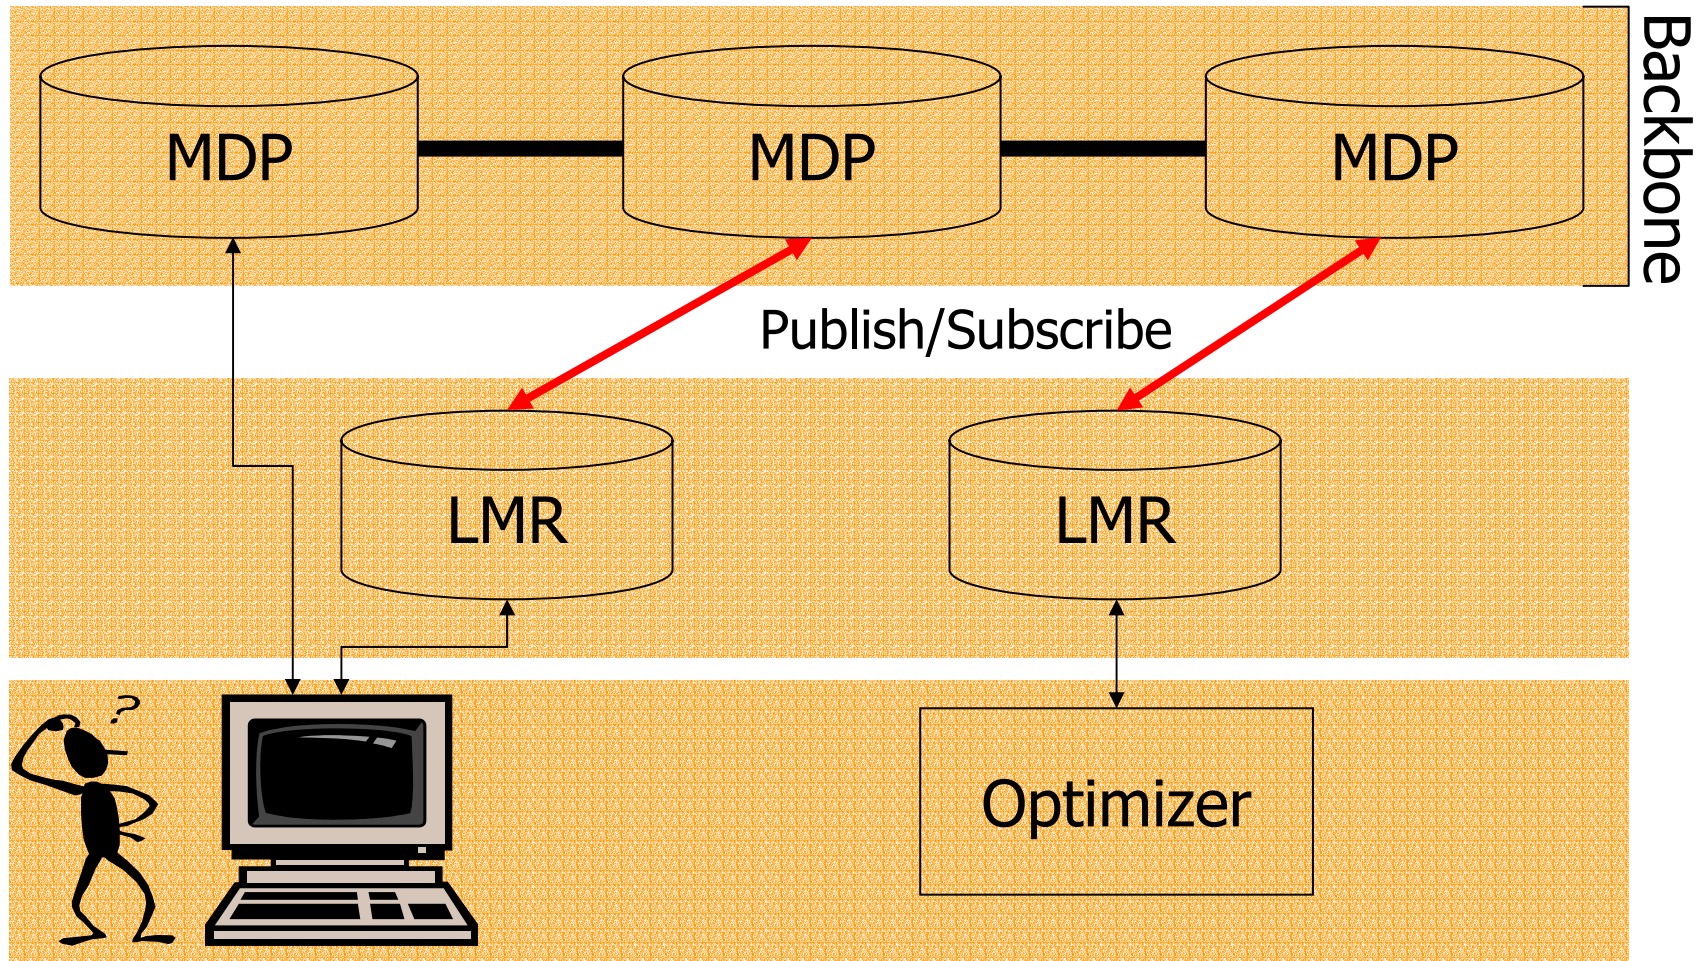 MDP
MDP
MDP
Backbone
Publish/Subscribe
LMR
LMR
?
Optimizer